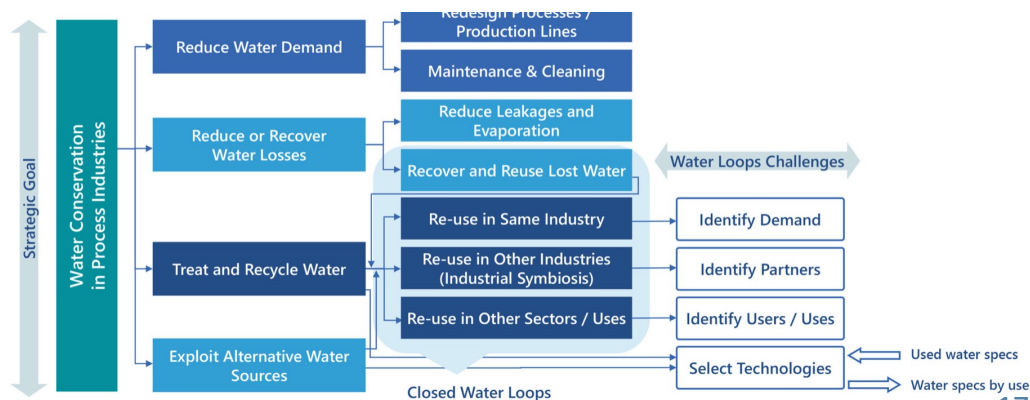 Redesign Processes /
Production Lines
Reduce Water Demand
Maintenance & Cleaning
Reduce Leakages and
Evaporation
Reduce or Recover
Water Losses
Recover and Reuse Lost Water
Water Loops Challenges
Strategic Goal
Water Conservation
in Process Industries
Re-use in Same Industry
Identify Demand
Treat and Recycle Water
Re-use in Other Industries
(Industrial Symbiosis)
Identify Partners
Re-use in Other Sectors / Uses
Identify Users / Uses
Exploit Alternative Water
Sources
Select Technologies
Used water specs
Water specs by use
Closed Water Loops